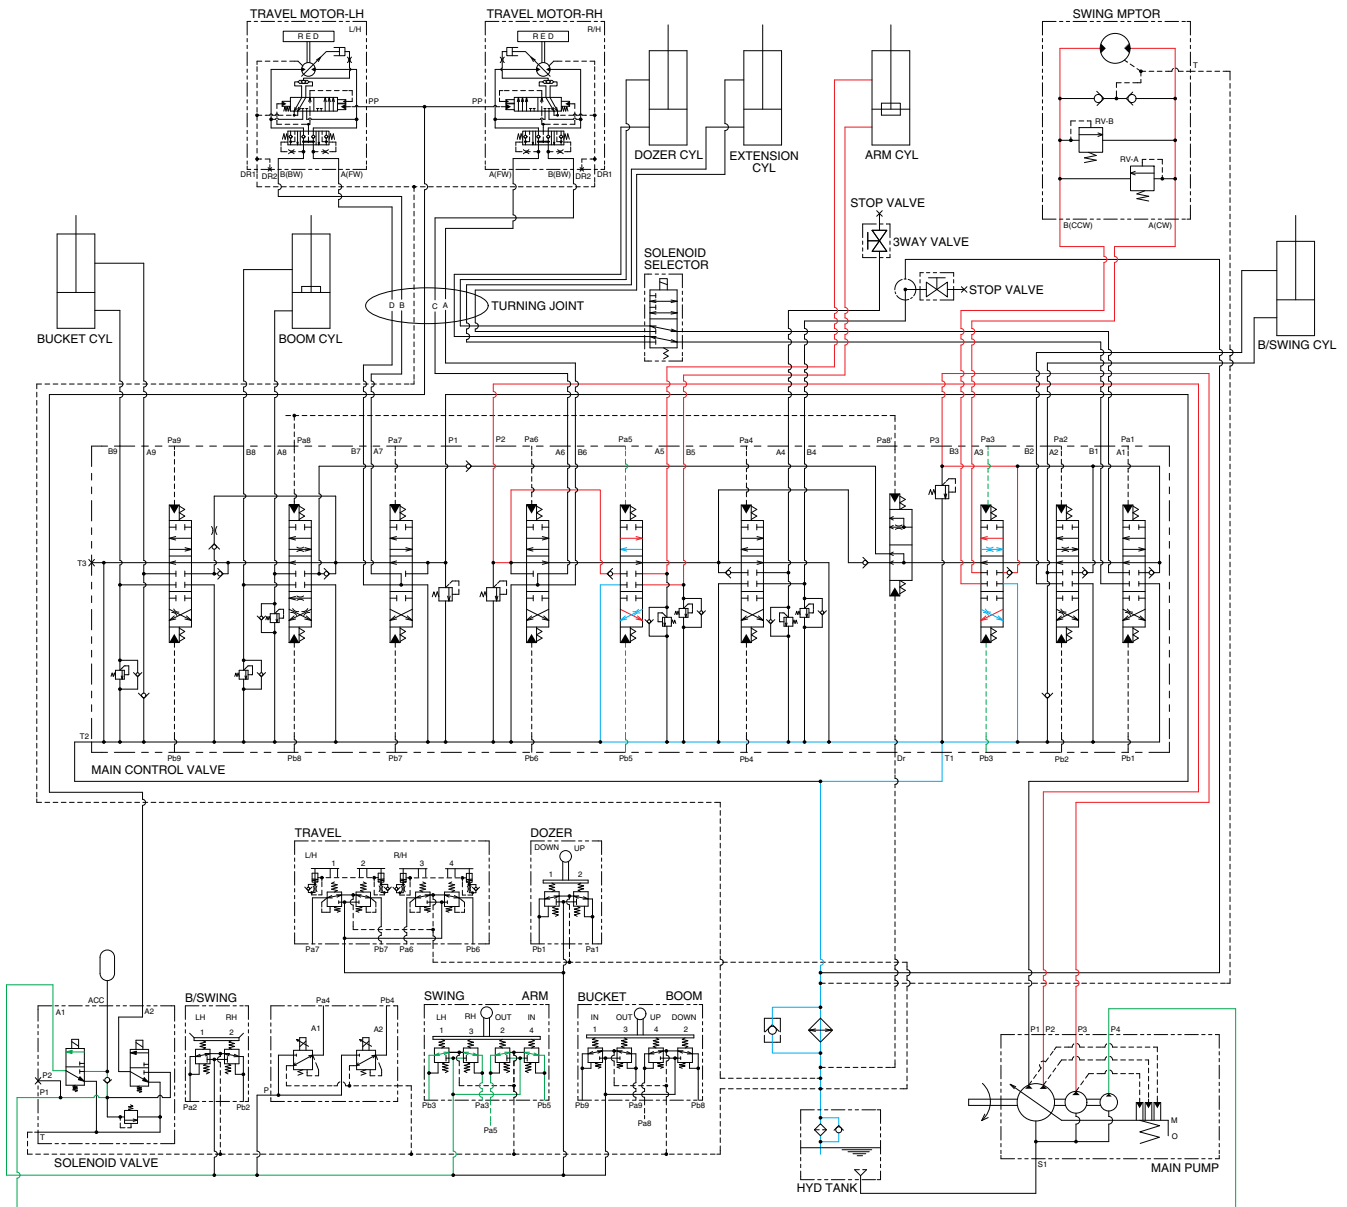 TRAVEL MOTOR-LH
TRAVEL MOTOR-RH
SWING MPTOR
L/H
R/H
RED
RED
T
PP
PP
RV-B
RV-A
DOZER CYL
EXTENSION
CYL
ARM CYL
DR1
DR2
B(BW)
A(FW)
A(FW)
B(BW)
DR2
DR1
STOP VALVE
B(CCW)
A(CW)
3WAY VALVE
SOLENOID
SELECTOR
STOP VALVE
D B
C A
TURNING JOINT
BUCKET CYL
BOOM CYL
B/SWING CYL
B9
A9
Pa9
B8
A8
Pa8
B7
A7
Pa7
P1
P2
Pa6
A6
B6
Pa5
A5
B5
Pa4
A4
B4
Pa8'
P3
B3
A3
Pa3
B2
A2
Pa2
B1
A1
Pa1
T3
T2
Pb9
Pb8
Pb7
Pb6
Pb5
Pb4
Dr
T1
Pb3
Pb2
Pb1
MAIN CONTROL VALVE
TRAVEL
DOZER
L/H
1
2
R/H
3
4
DOWN
UP
1
2
Pa7
Pb7
Pa6
Pb6
Pb1
Pa1
ACC
A1
A2
B/SWING
LH
RH
1
2
Pa4
Pb4
A1
A2
SWING
ARM
LH
RH
OUT
IN
1
3
2
4
BUCKET
BOOM
IN
OUT
UP
DOWN
1
3
4
2
P2
P1
P
T
Pa2
Pb2
Pb3
Pa3
Pb5
Pa5
Pb9
Pa9
Pb8
Pa8
SOLENOID VALVE
P1
P2
P3
P4
M
O
S1
HYD TANK
MAIN PUMP